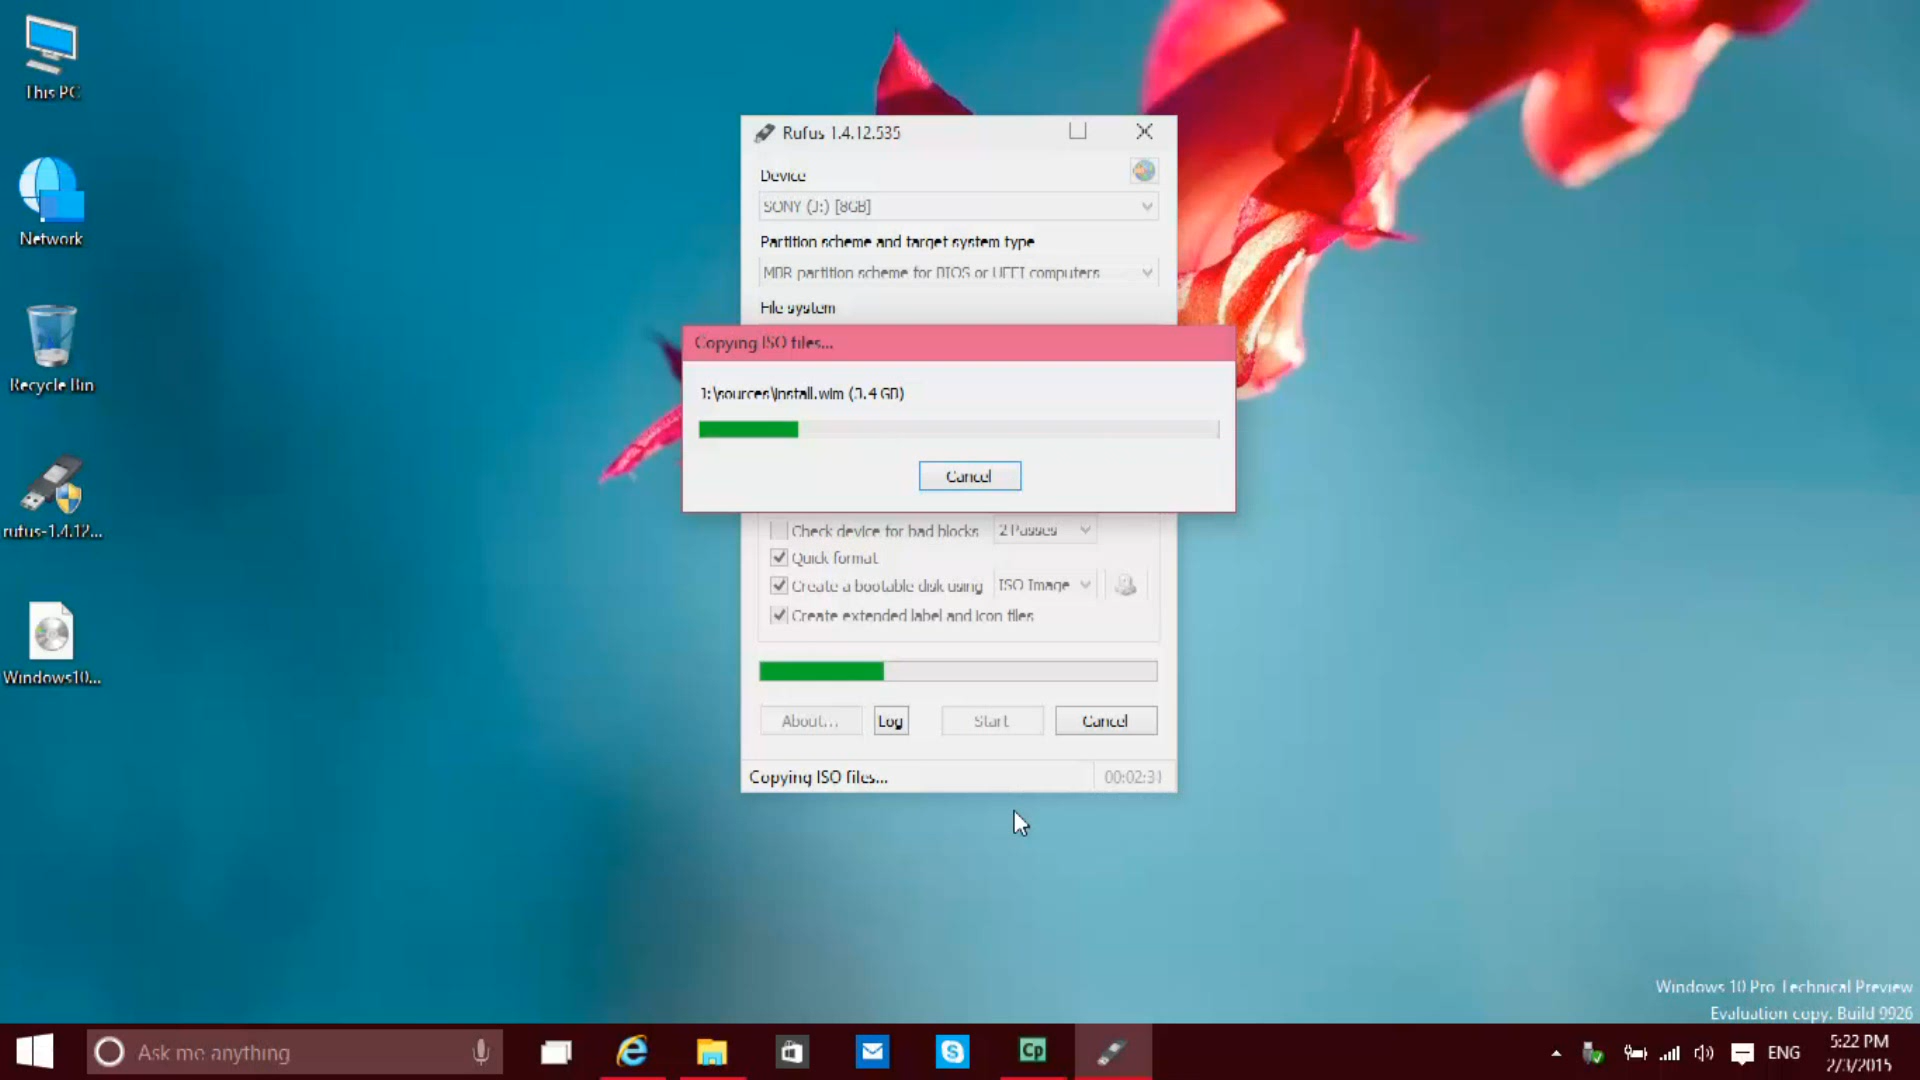 This PC
Network
Recycle Bin
rufus-1.4.12...
Windows10...
Rufus 1.4.12.535
Device
SONY (J:) [8GB]
Partition scheme and target system type
MBR partition scheme for BIOS or UEFI computers
File system
Copying ISO files...
J:\sources\install.wim (3.4 GB)
Cancel
Check device for bad blocks 2 Passes
Quick format
Create a bootable disk using ISO Image
Create extended label and icon files
About... Log Start Cancel
Copying ISO files... 00:02:31
Windows 10 Pro Technical Preview
Evaluation copy. Build 9926
Ask me anything
Cp
ENG
5:22 PM
2/3/2015